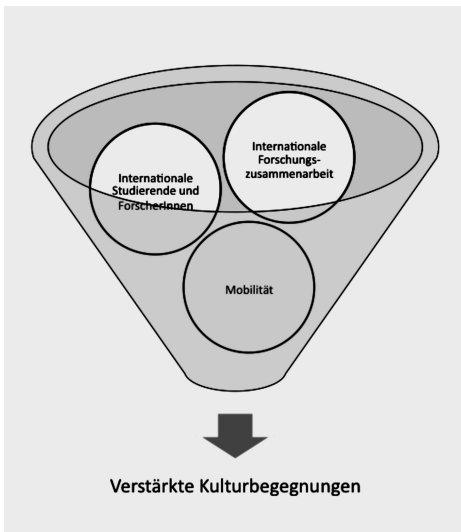 Internationale
Forschungs-
zusammenarbeit
Internationale
Studierende und
ForscherInnen
Mobilität
Verstärkte Kulturbegegnungen